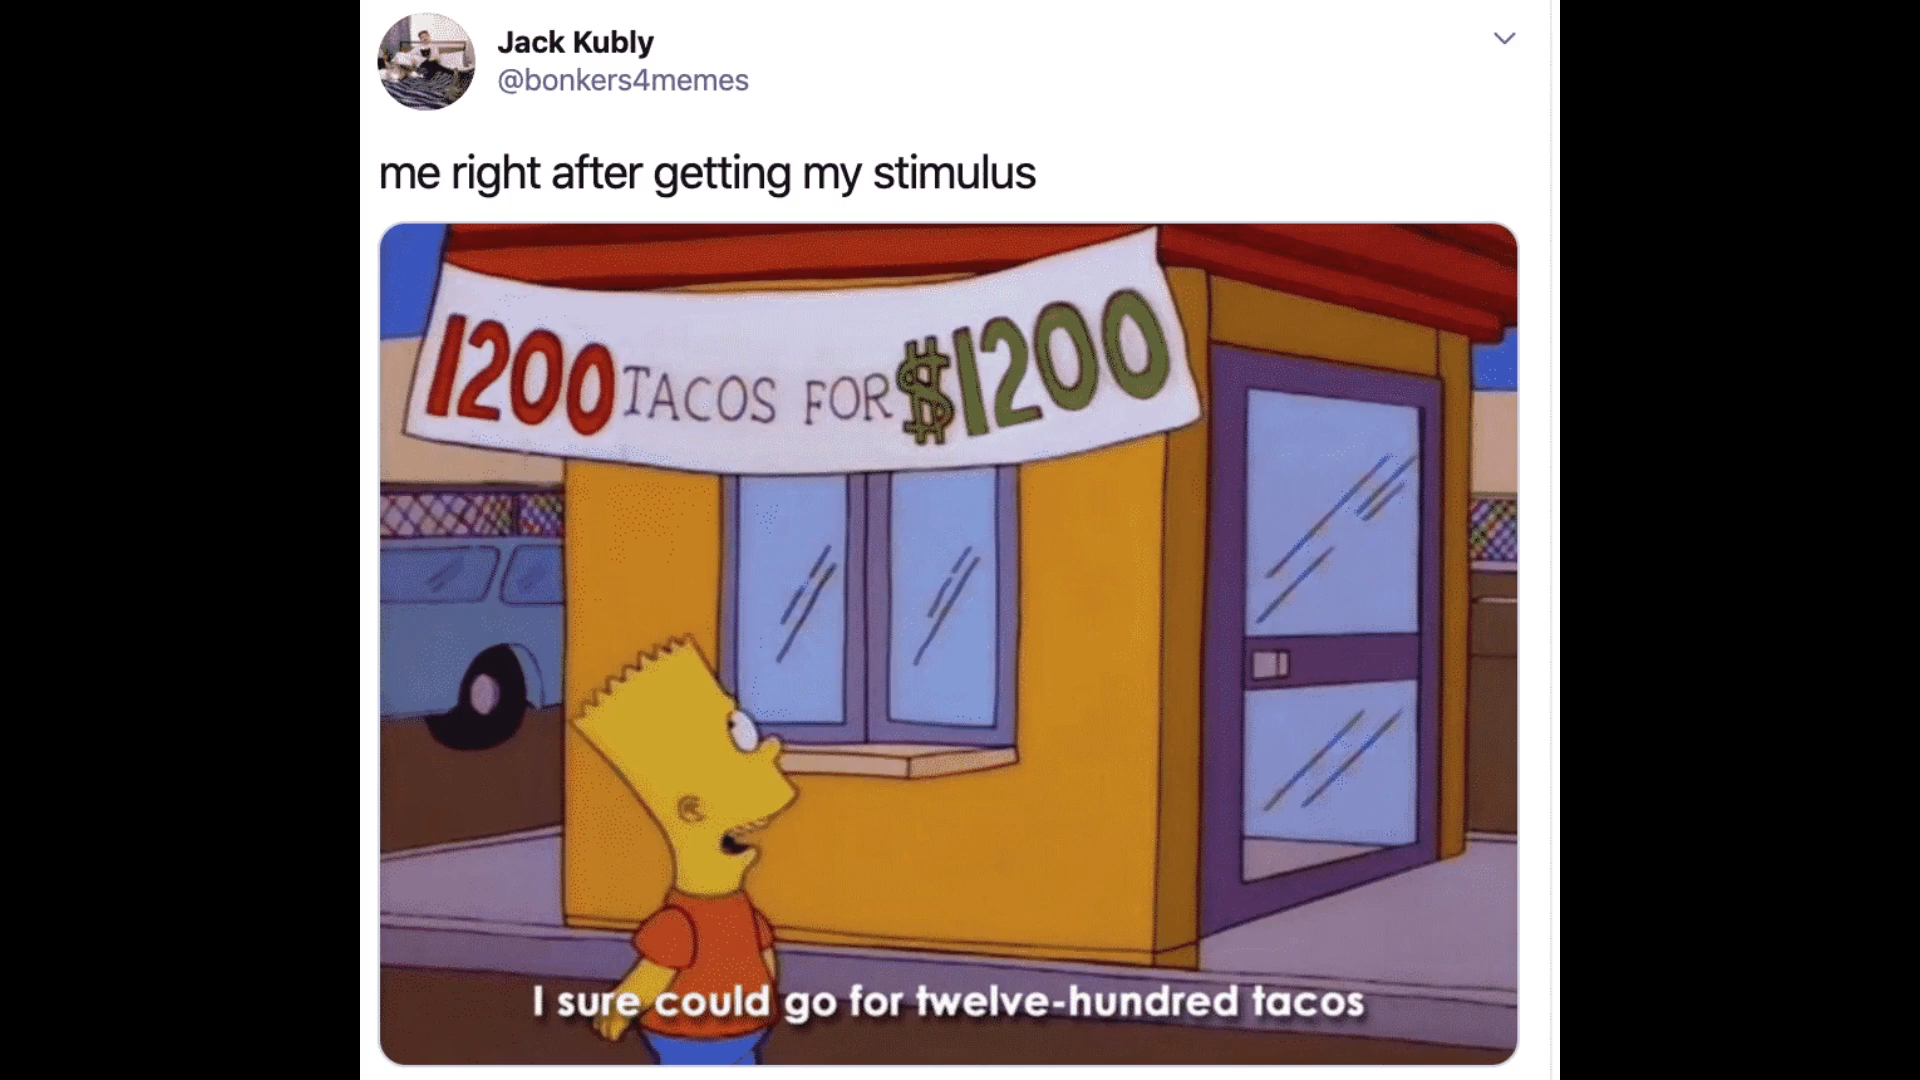 Jack Kubly
@bonkers4memes
me right after getting my stimulus
1200 TACOS FOR $1200
I sure could go for twelve-hundred tacos